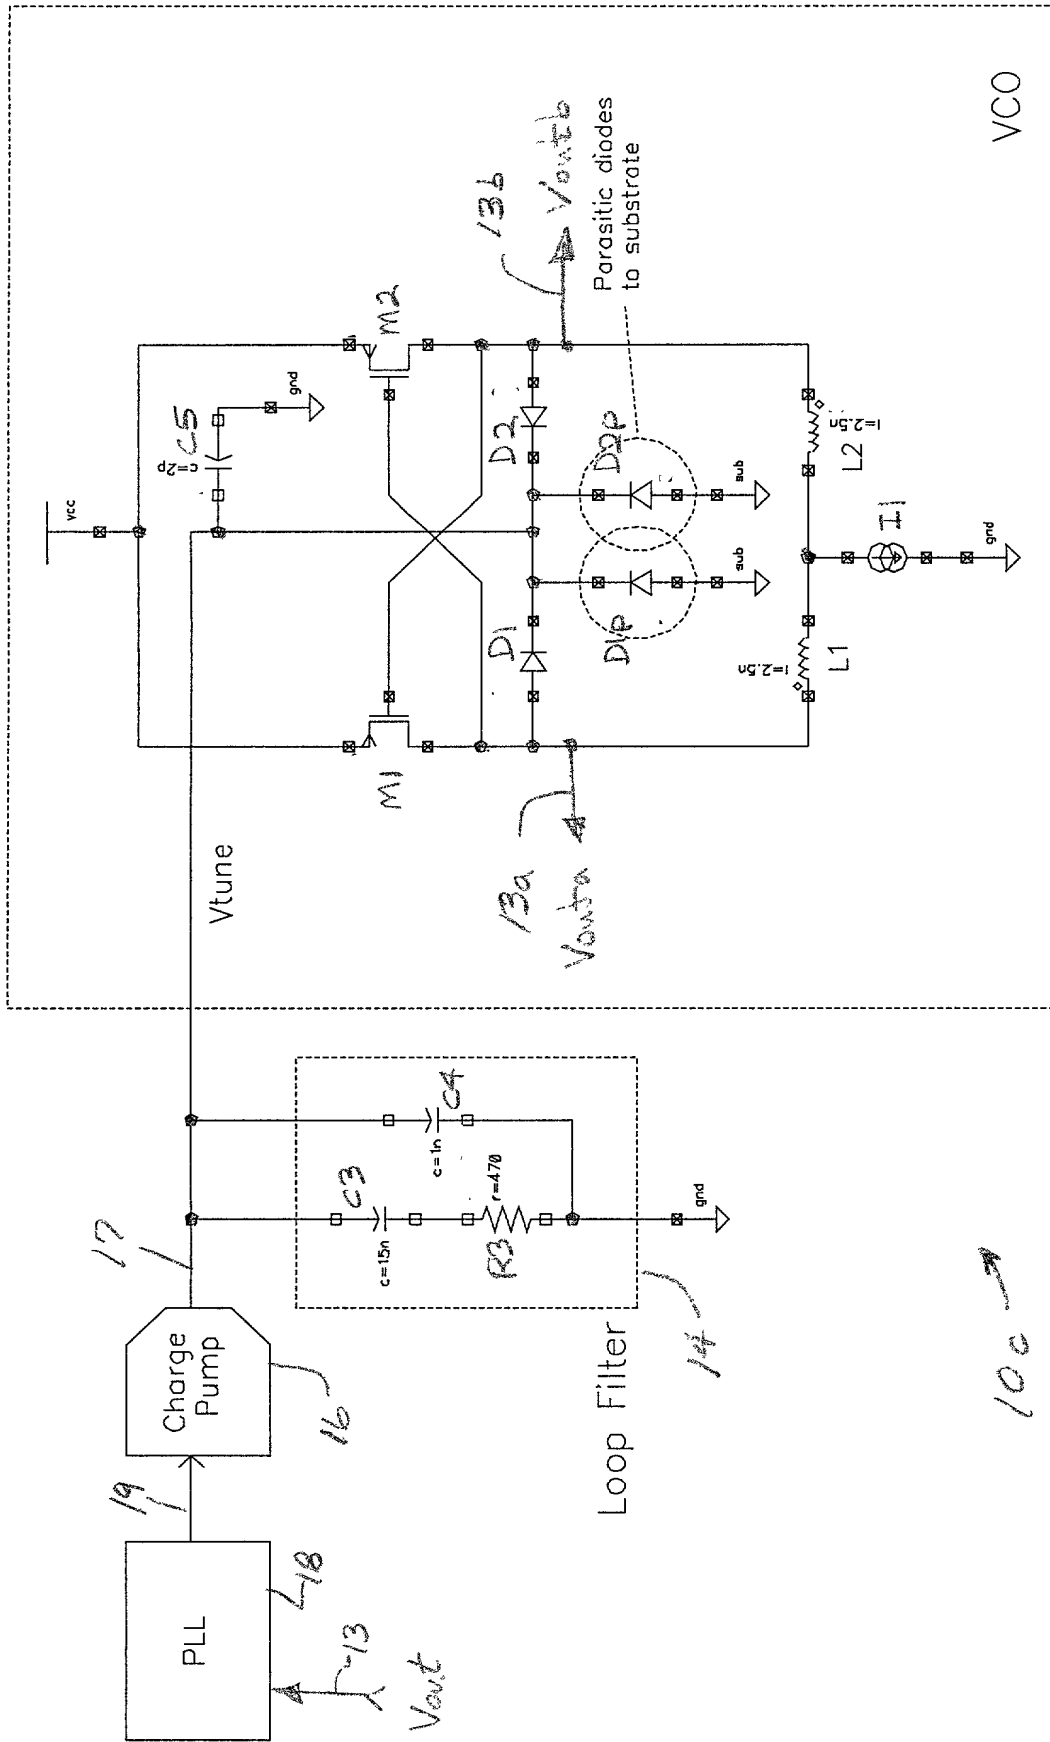 PLL
18
13
Vout
19
Charge
Pump
16
17
Loop Filter
14
C3
c=15n
R3
r=470
C4
c=1n
gnd
10c
Vtune
VCO
vcc
C5
c=2p
gnd
M1
M2
D1
D2
D1P
D2P
sub
sub
Parasitic diodes
to substrate
13a
Vouta
13b
Voutb
L1
l=2.5n
L2
l=2.5n
I1
gnd